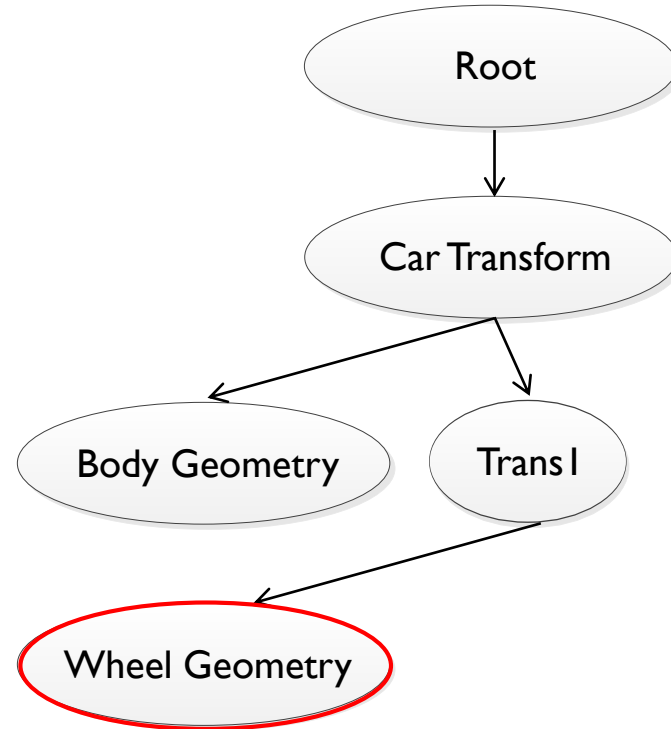 Root
Car Transform
Body Geometry
Trans1
Wheel Geometry